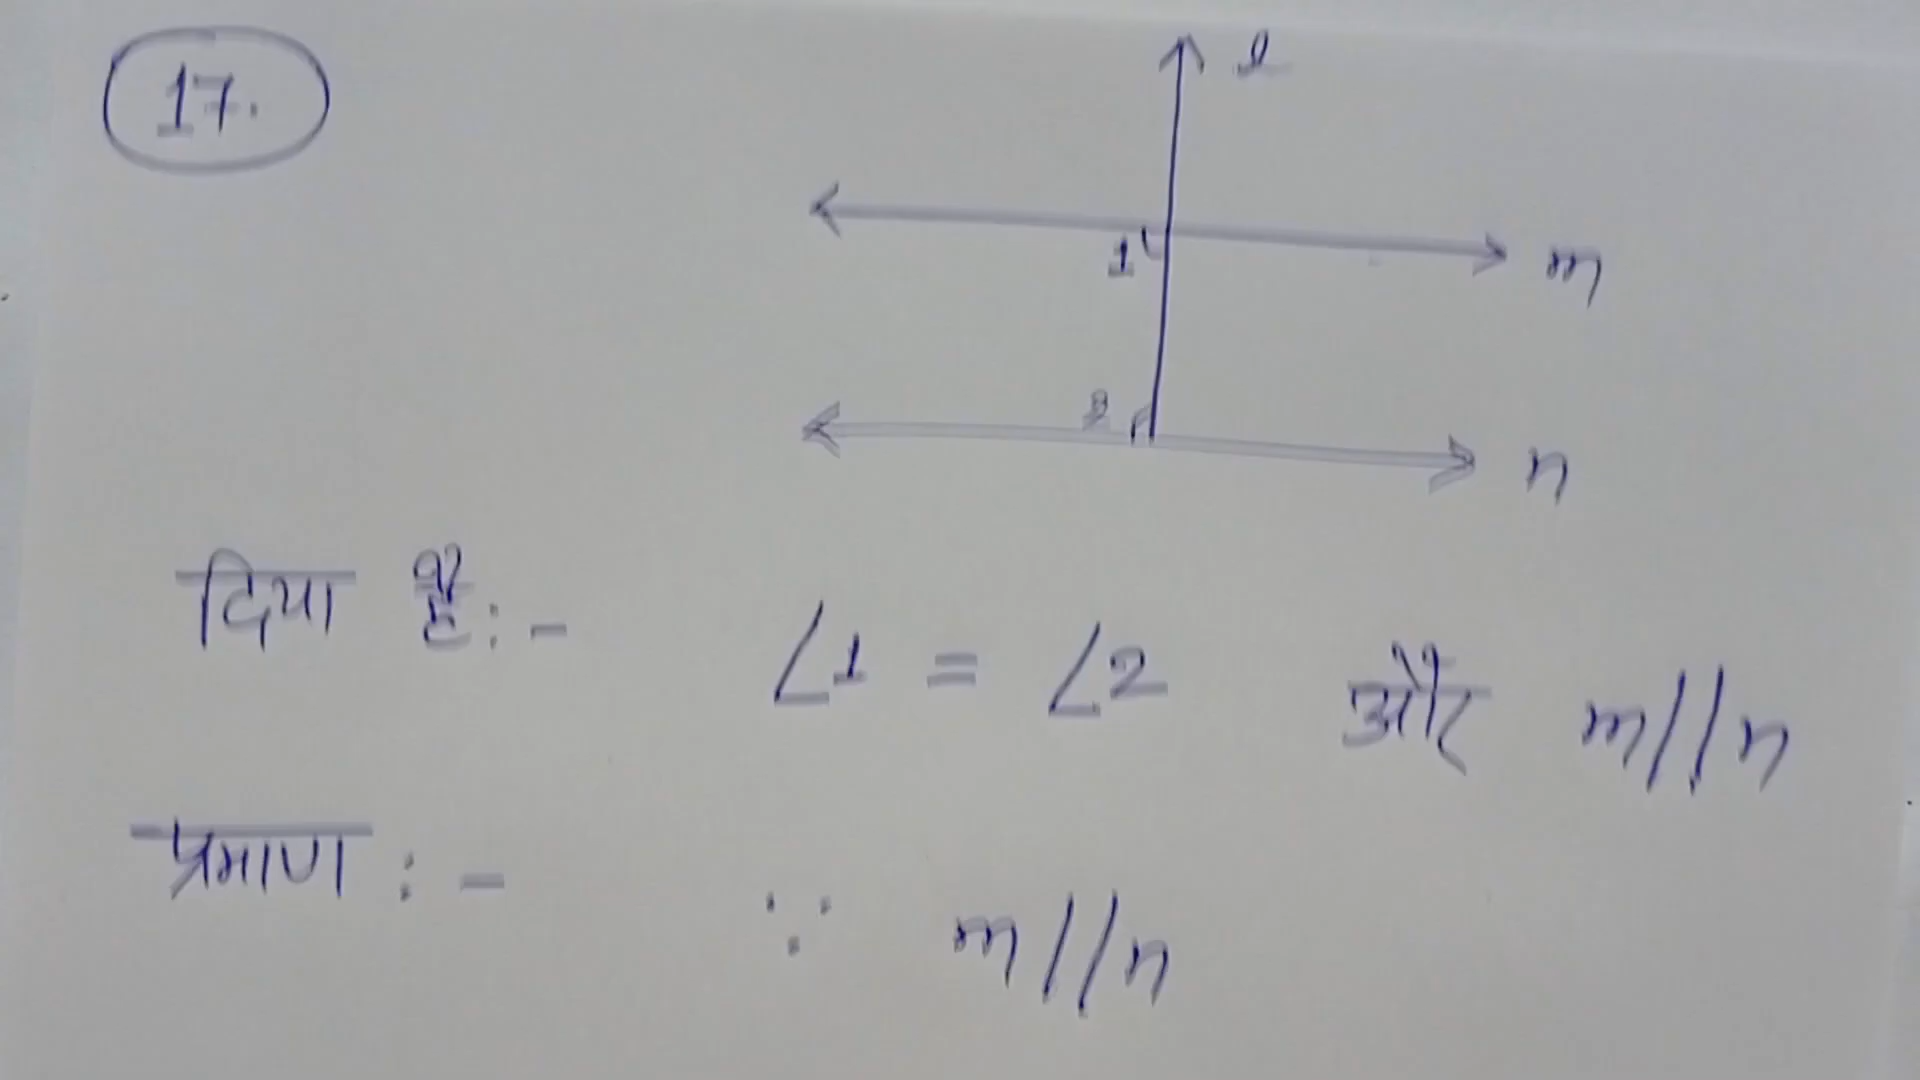 17.
l
1
m
2
n
दिया है:- ∠1 = ∠2 और m//n
प्रमाण :- ∵ m//n